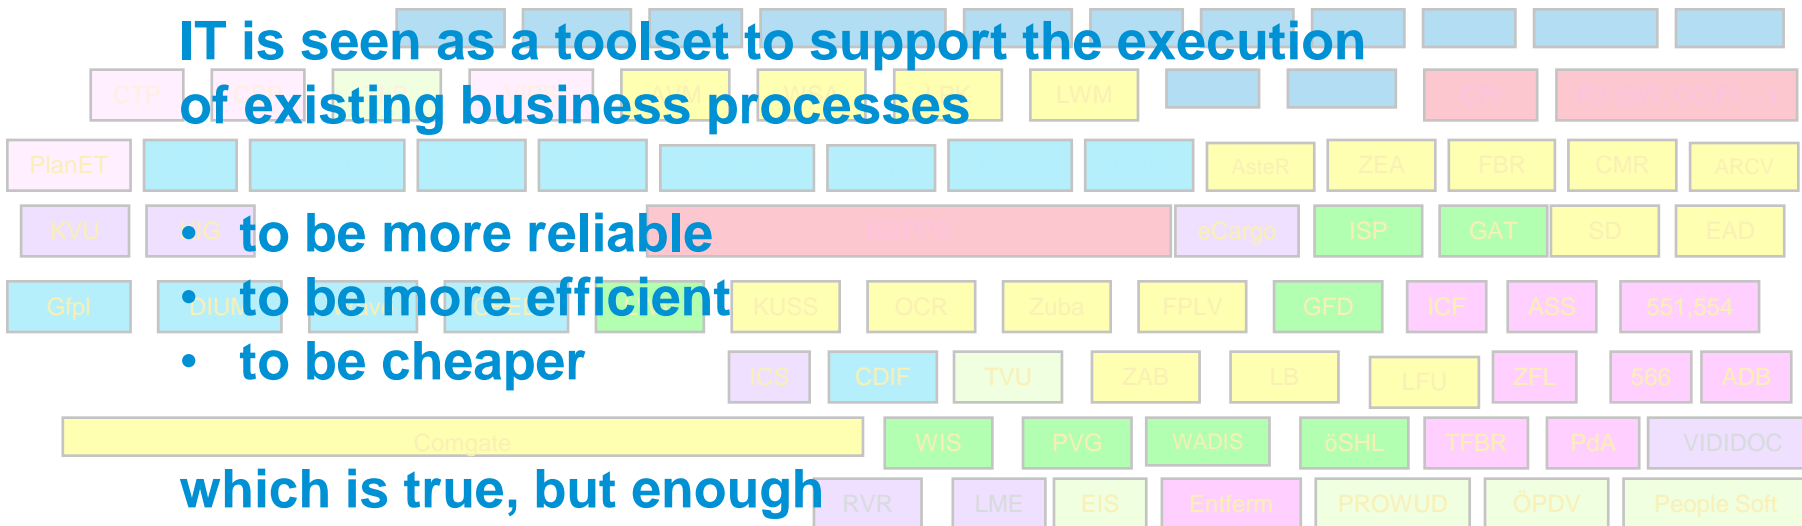 IT is seen as a toolset to support the execution
CTP AVM LWM
of existing business processes
PlanET AsteR ZEA FBR CMR ARCV
KVU eCargo ISP GAT SD EAD
• to be more reliable
Gfpl DIUM KUSS OCR Zuba FPLV GFD ICF ASS 551,554
• to be more efficient
• to be cheaper
ICS CDIF TVU ZAB LB LFU ZFL 566 ADB
Comgate WIS PVG WADIS öSHL TFBR PdA VIDIDOC
which is true, but enough
RVR LME EIS Entferm PROWUD ÖPDV People Soft